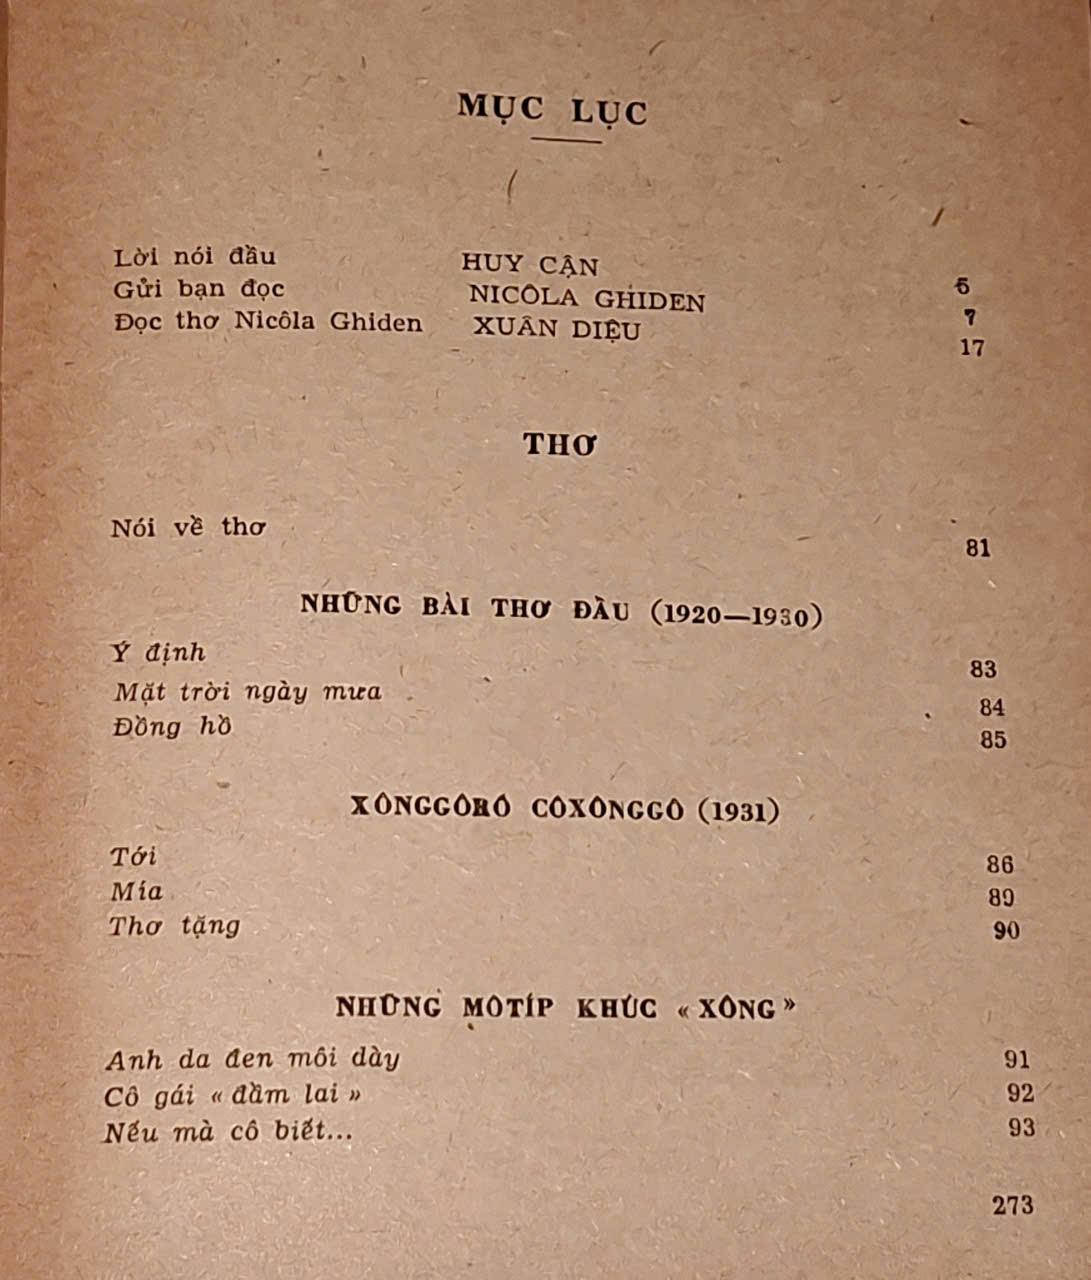 MỤC LỤC
Lời nói đầu HUY CẬN 5
Gửi bạn đọc NICÔLA GHIDEN 7
Đọc thơ Nicôla Ghiden XUÂN DIỆU 17
THƠ
Nói về thơ 81
NHỮNG BÀI THƠ ĐẦU (1920—1930)
Ý định 83
Mặt trời ngày mưa 84
Đồng hồ 85
XÔNGGÔRÔ CÔXÔNGGÔ (1931)
Tới 86
Mía 89
Thơ tặng 90
NHỮNG MÔTÍP KHÚC « XÔNG »
Anh da đen môi dày 91
Cô gái « đầm lai » 92
Nếu mà cô biết... 93
273